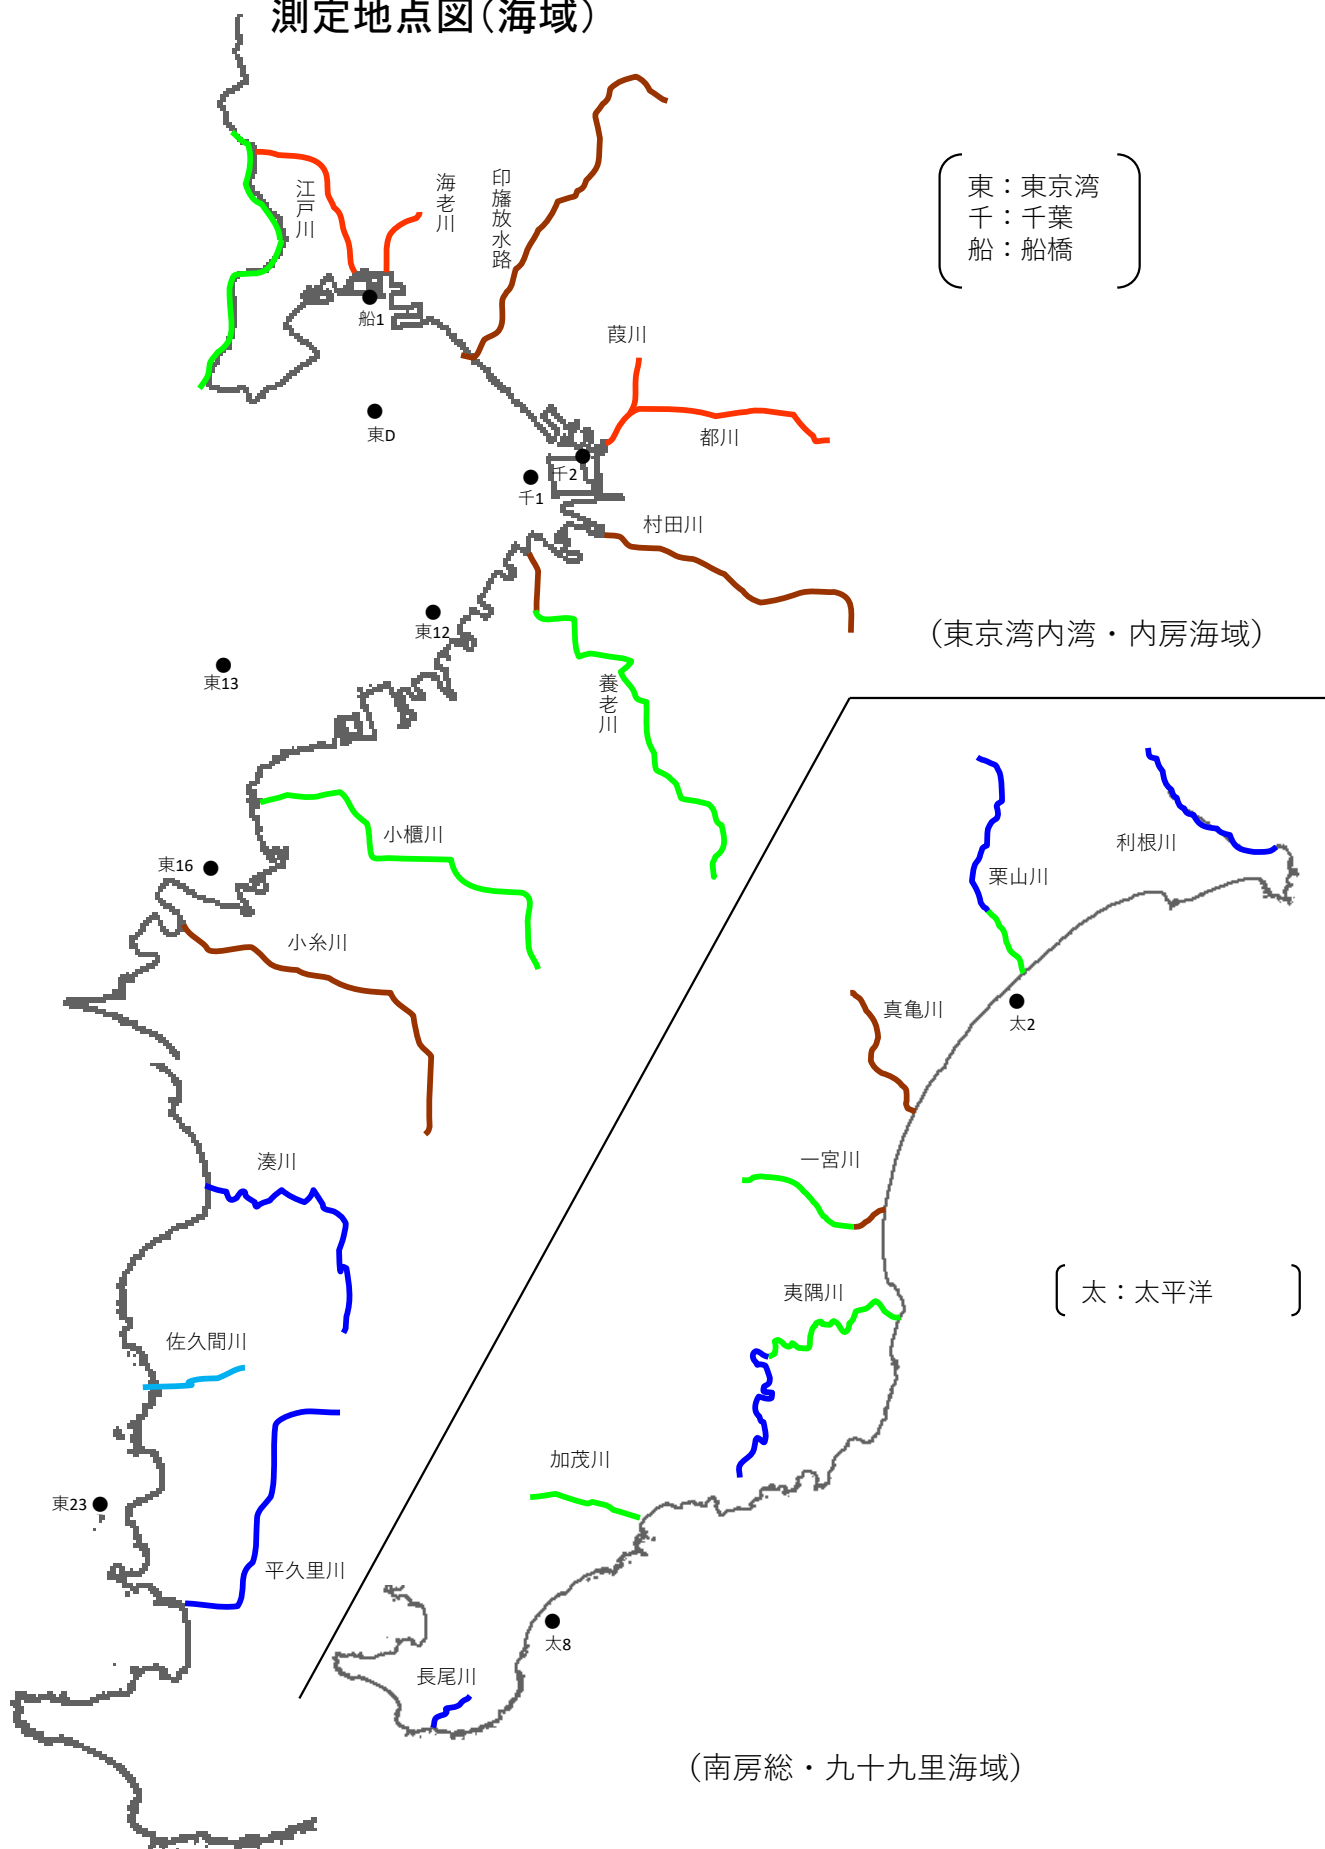 測定地点図（海域）
江戸川
海老川
印旛放水路
東：東京湾
千：千葉
船：船橋
船1
葭川
東D
都川
千2
千1
村田川
東12
（東京湾内湾・内房海域）
東13
養老川
小櫃川
利根川
東16
栗山川
小糸川
真亀川
太2
湊川
一宮川
夷隅川
太：太平洋
佐久間川
加茂川
東23
平久里川
太8
長尾川
（南房総・九十九里海域）